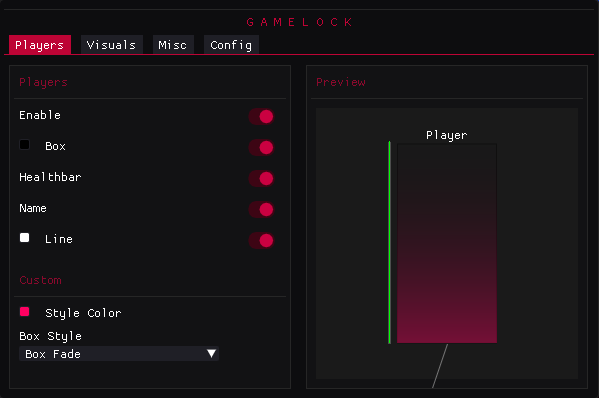 GAMELOCK
Players Visuals Misc Config
Players
Enable
Box
Healthbar
Name
Line
Custom
Style Color
Box Style
Box Fade
Preview
Player